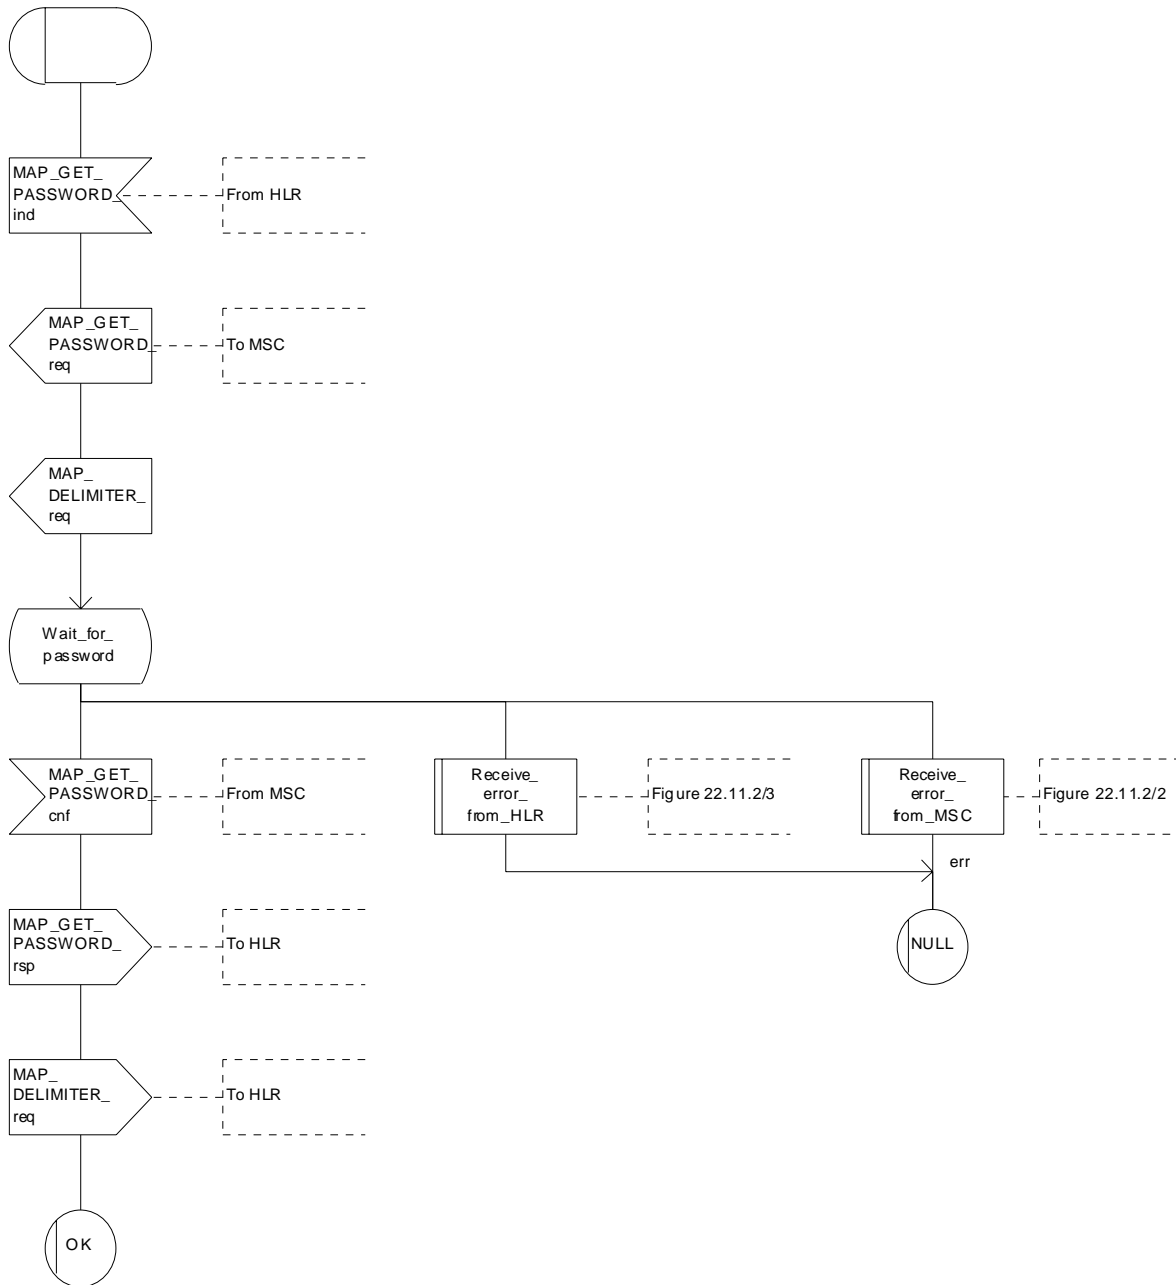 MAP_GET_
PASSWORD_
ind
From HLR
MAP_GET_
PASSWORD_
req
To MSC
MAP_
DELIMITER_
req
Wait_for_
password
MAP_GET_
PASSWORD_
cnf
From MSC
Receive_
error_
from_HLR
Figure 22.11.2/3
Receive_
error_
from_MSC
Figure 22.11.2/2
err
MAP_GET_
PASSWORD_
rsp
To HLR
NULL
MAP_
DELIMITER_
req
To HLR
OK